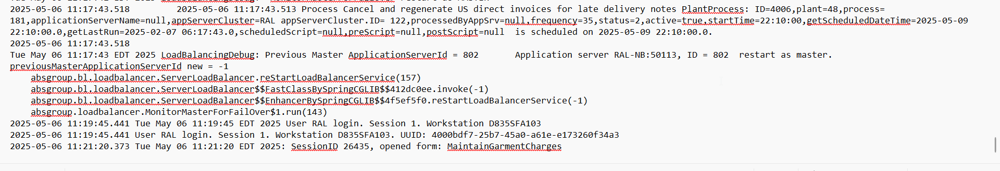 2025-05-06 11:17:43.518         2025-05-06 11:17:43.513 Process Cancel and regenerate US direct invoices for late delivery notes PlantProcess: ID=4006,plant=48,process=
181,applicationServerName=null,appServerCluster=RAL appServerCluster.ID= 122,processedByAppSrv=null,frequency=35,status=2,active=true,startTime=22:10:00,getScheduledDateTime=2025-05-09
22:10:00.0,getLastRun=2025-02-07 06:17:43.0,scheduledScript=null,preScript=null,postScript=null  is scheduled on 2025-05-09 22:10:00.0.
2025-05-06 11:17:43.518
Tue May 06 11:17:43 EDT 2025 LoadBalancingDebug: Previous Master ApplicationServerId = 802       Application server RAL-NB:50113, ID = 802  restart as master.
previousMasterApplicationServerId new = -1
    absgroup.bl.loadbalancer.ServerLoadBalancer.reStartLoadBalancerService(157)
    absgroup.bl.loadbalancer.ServerLoadBalancer$$FastClassBySpringCGLIB$$412dc0ee.invoke(-1)
    absgroup.bl.loadbalancer.ServerLoadBalancer$$EnhancerBySpringCGLIB$$4f5ef5f0.reStartLoadBalancerService(-1)
    absgroup.loadbalancer.MonitorMasterForFailOver$1.run(143)
2025-05-06 11:19:45.441 Tue May 06 11:19:45 EDT 2025 User RAL login. Session 1. Workstation D835SFA103
2025-05-06 11:19:45.441 User RAL login. Session 1. Workstation D835SFA103. UUID: 4000bdf7-25b7-45a0-a61e-e173260f34a3
2025-05-06 11:21:20.373 Tue May 06 11:21:20 EDT 2025: SessionID 26435, opened form: MaintainGarmentCharges